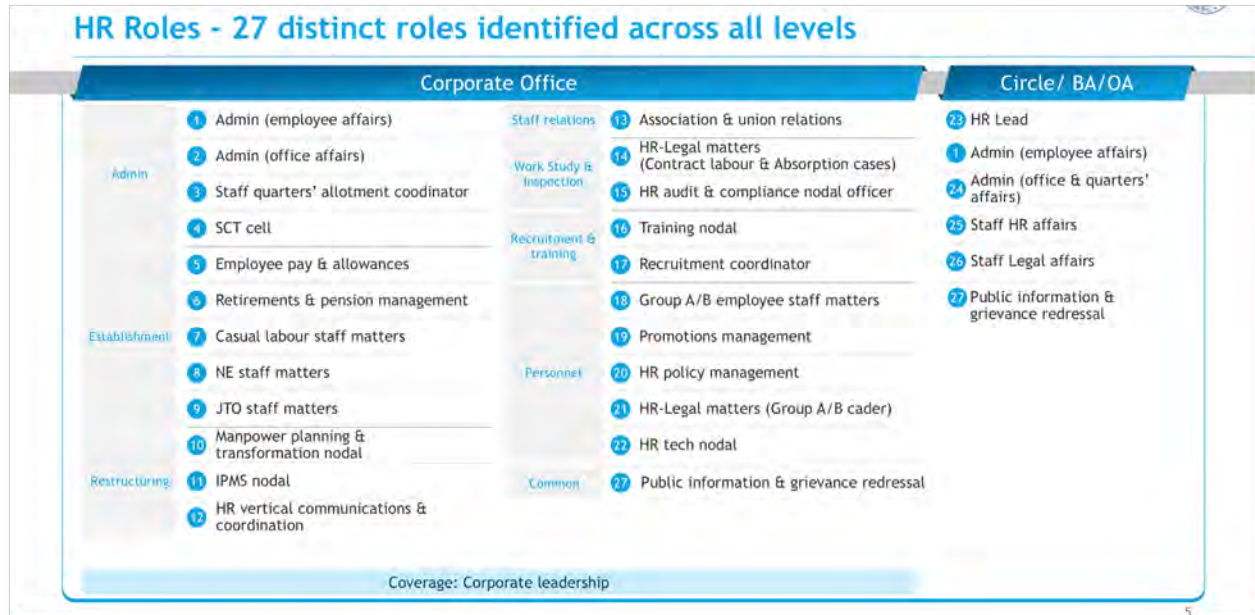 HR Roles - 27 distinct roles identified across all levels
Corporate Office
Admin
1 Admin (employee affairs)
2 Admin (office affairs)
3 Staff quarters' allotment coodinator
4 SCT cell
Establishment
5 Employee pay & allowances
6 Retirements & pension management
7 Casual labour staff matters
8 NE staff matters
9 JTO staff matters
Restructuring
10 Manpower planning &
transformation nodal
11 IPMS nodal
12 HR vertical communications &
coordination
Staff relations
13 Association & union relations
Work Study &
Inspection
14 HR-Legal matters
(Contract labour & Absorption cases)
15 HR audit & compliance nodal officer
Recruitment &
training
16 Training nodal
17 Recruitment coordinator
Personnel
18 Group A/B employee staff matters
19 Promotions management
20 HR policy management
21 HR-Legal matters (Group A/B cader)
22 HR tech nodal
Common
27 Public information & grievance redressal
Coverage: Corporate leadership
Circle/ BA/OA
23 HR Lead
1 Admin (employee affairs)
24 Admin (office & quarters'
affairs)
25 Staff HR affairs
26 Staff Legal affairs
27 Public information &
grievance redressal
5